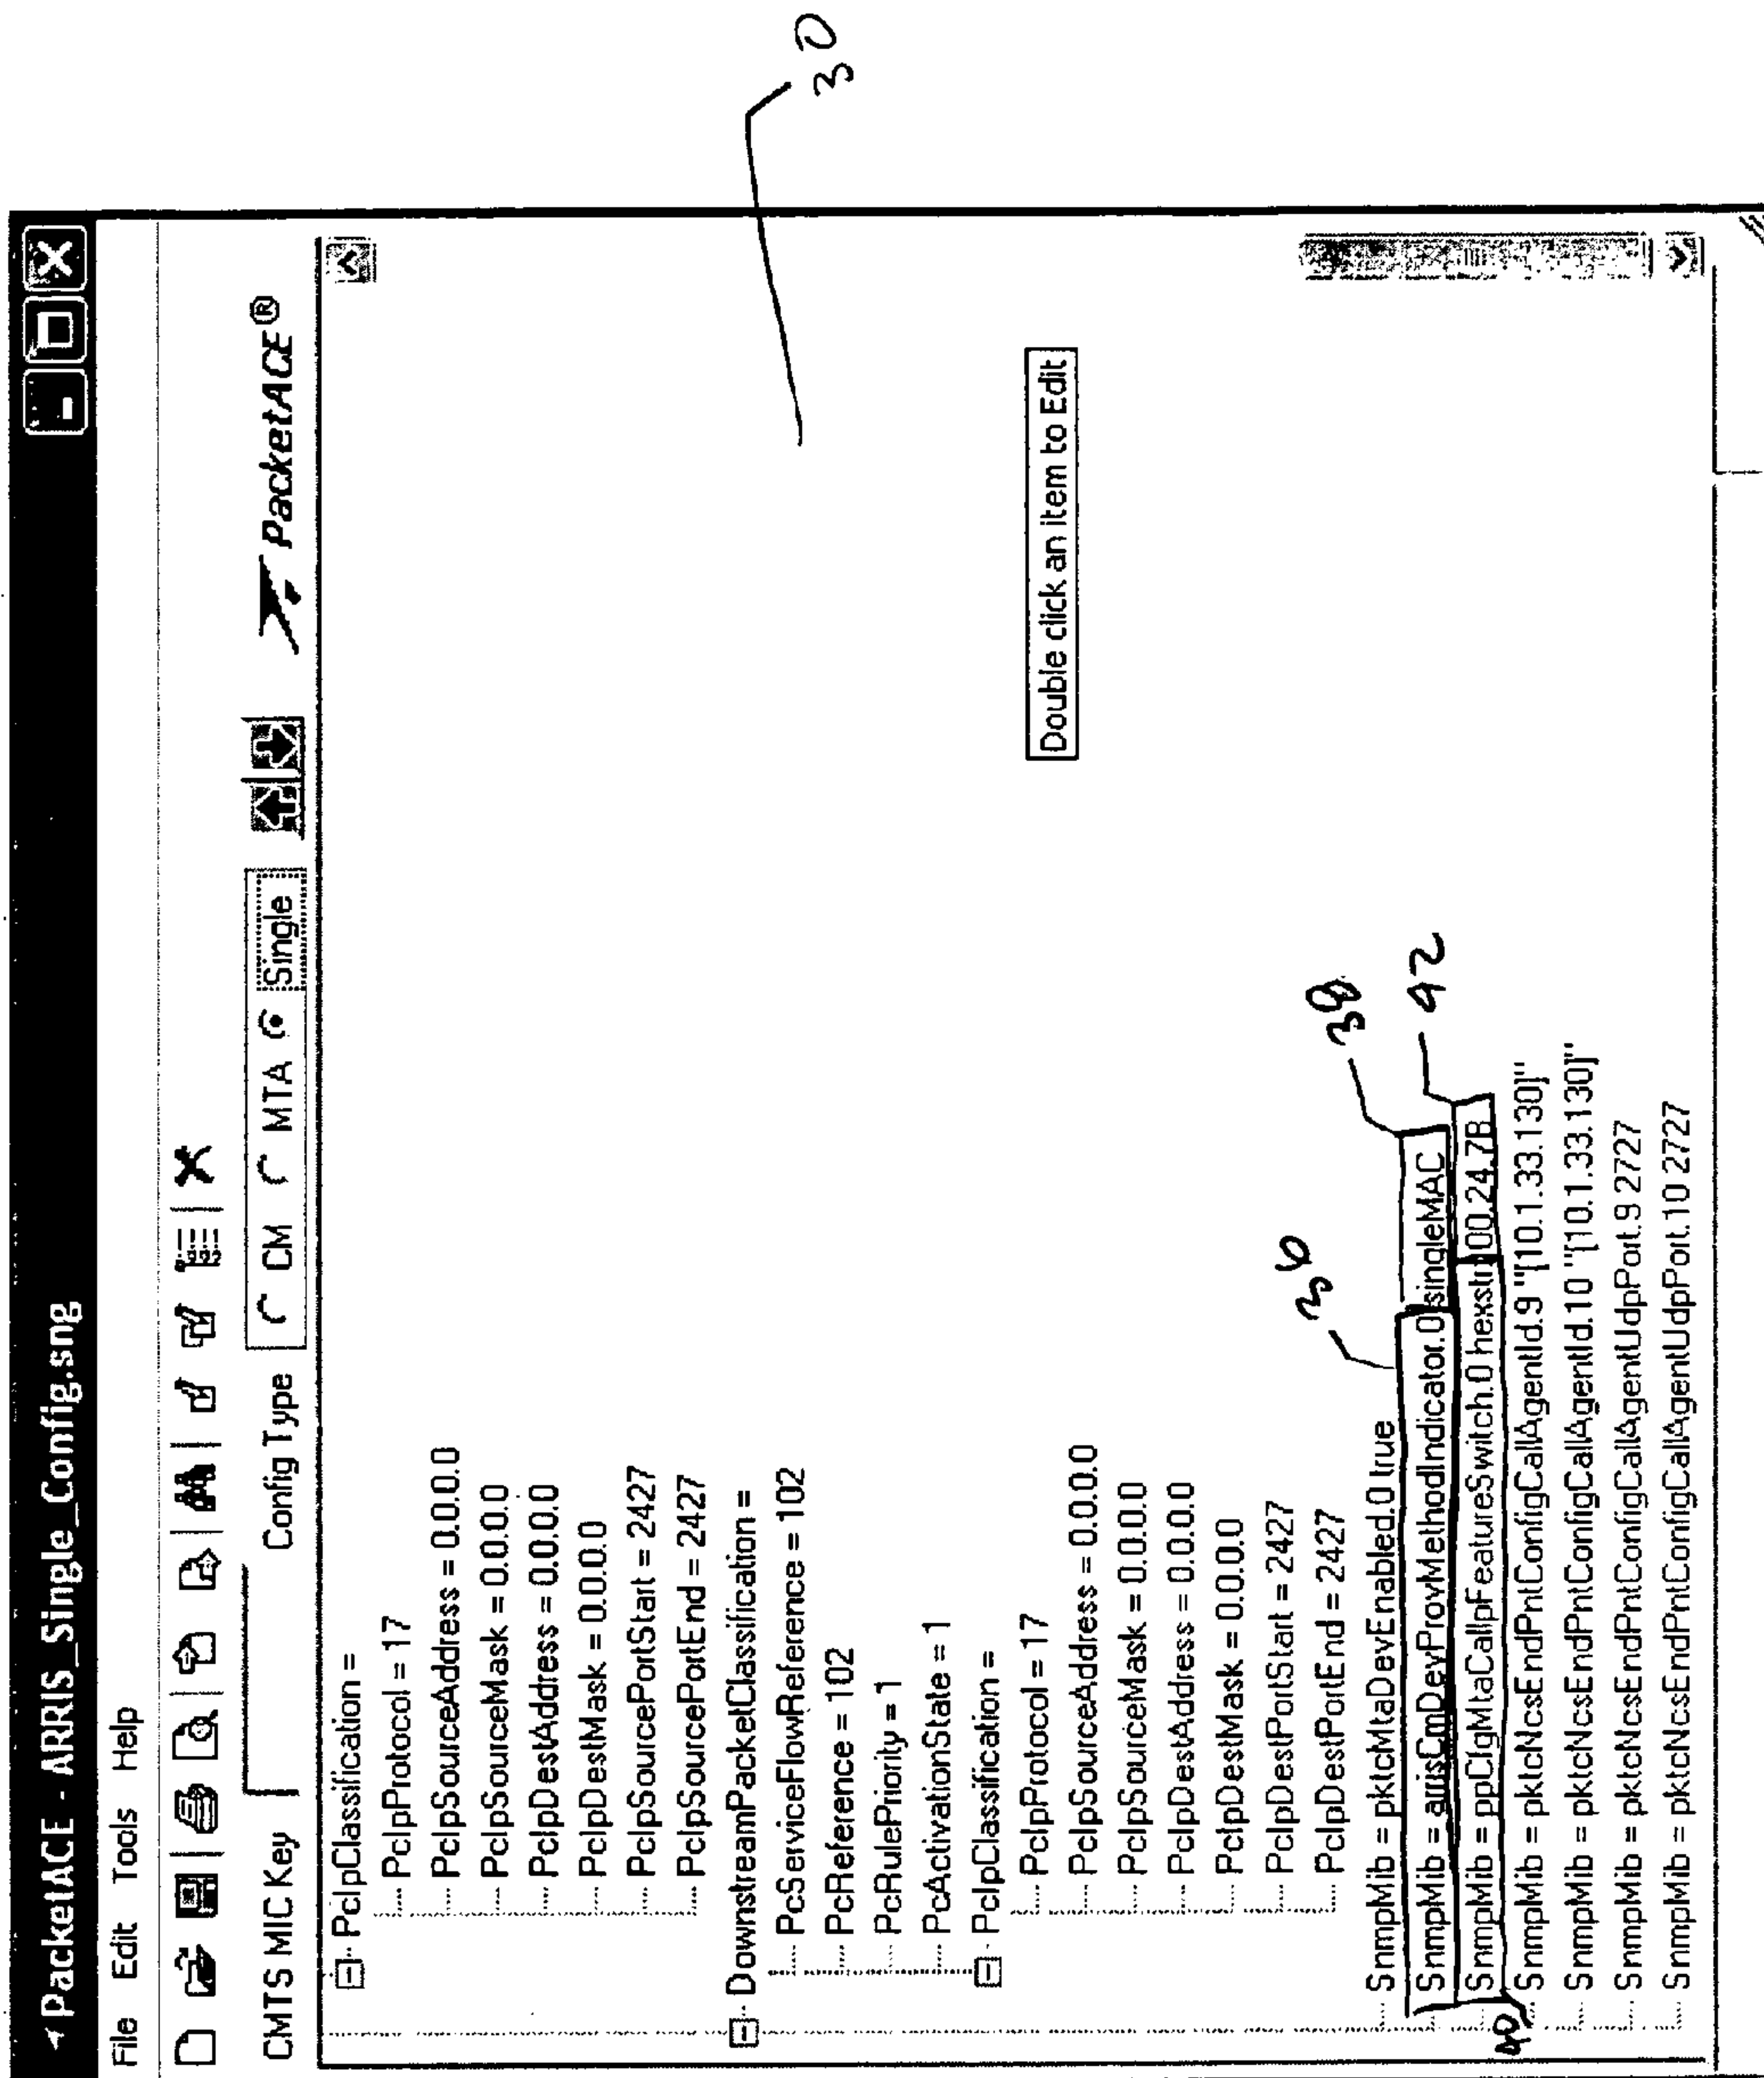 PacketACE - ARRIS_Single_Config.sng
File Edit Tools Help
CMTS MIC Key Config Type CM MTA Single PacketACE®
PcIpClassification =
PcIpProtocol = 17
PcIpSourceAddress = 0.0.0.0
PcIpSourceMask = 0.0.0.0
PcIpDestAddress = 0.0.0.0
PcIpDestMask = 0.0.0.0
PcIpSourcePortStart = 2427
PcIpSourcePortEnd = 2427
DownstreamPacketClassification =
PcServiceFlowReference = 102
30
PcReference = 102
PcRulePriority = 1
PcActivationState = 1
PcIpClassification =
PcIpProtocol = 17
Double click an item to Edit
PcIpSourceAddress = 0.0.0.0
PcIpSourceMask = 0.0.0.0
PcIpDestAddress = 0.0.0.0
PcIpDestMask = 0.0.0.0
PcIpDestPortStart = 2427
PcIpDestPortEnd = 2427
36
38
SnmpMib = pktcMtaDevEnabled.0 true
SnmpMib = arrisCmDevProvMethodIndicator.0 singleMAC
42
SnmpMib = ppCfgMtaCallpFeatureSwitch.0 hexstr 00.24.7B
40
SnmpMib = pktcNcsEndPntConfigCallAgentId.9 "[10.1.33.130]"
SnmpMib = pktcNcsEndPntConfigCallAgentId.10 "[10.1.33.130]"
SnmpMib = pktcNcsEndPntConfigCallAgentUdpPort.9 2727
SnmpMib = pktcNcsEndPntConfigCallAgentUdpPort.10 2727